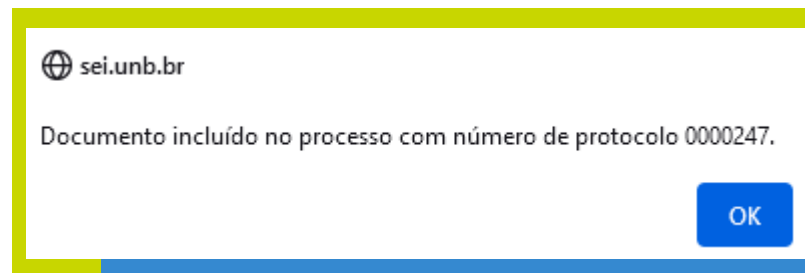 sei.unb.br
Documento incluído no processo com número de protocolo 0000247.
OK